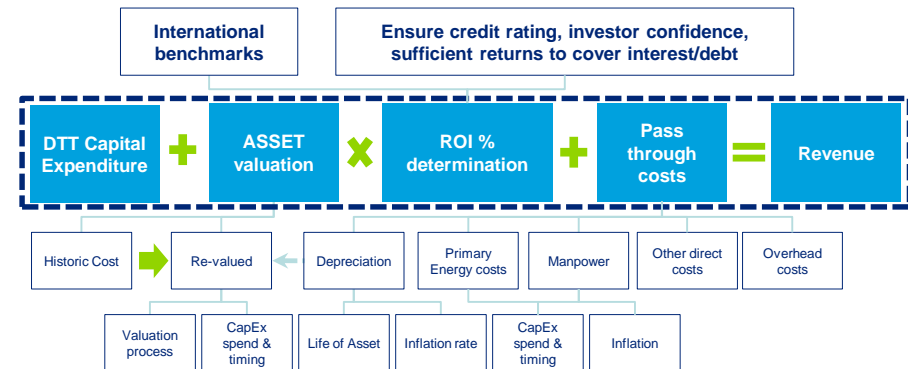 International
benchmarks
Ensure credit rating, investor confidence,
sufficient returns to cover interest/debt
DTT Capital
Expenditure
ASSET
valuation
ROI %
determination
Pass
through
costs
Revenue
Historic Cost
Re-valued
Depreciation
Primary
Energy costs
Manpower
Other direct
costs
Overhead
costs
Valuation
process
CapEx
spend &
timing
Life of Asset
Inflation rate
CapEx
spend &
timing
Inflation